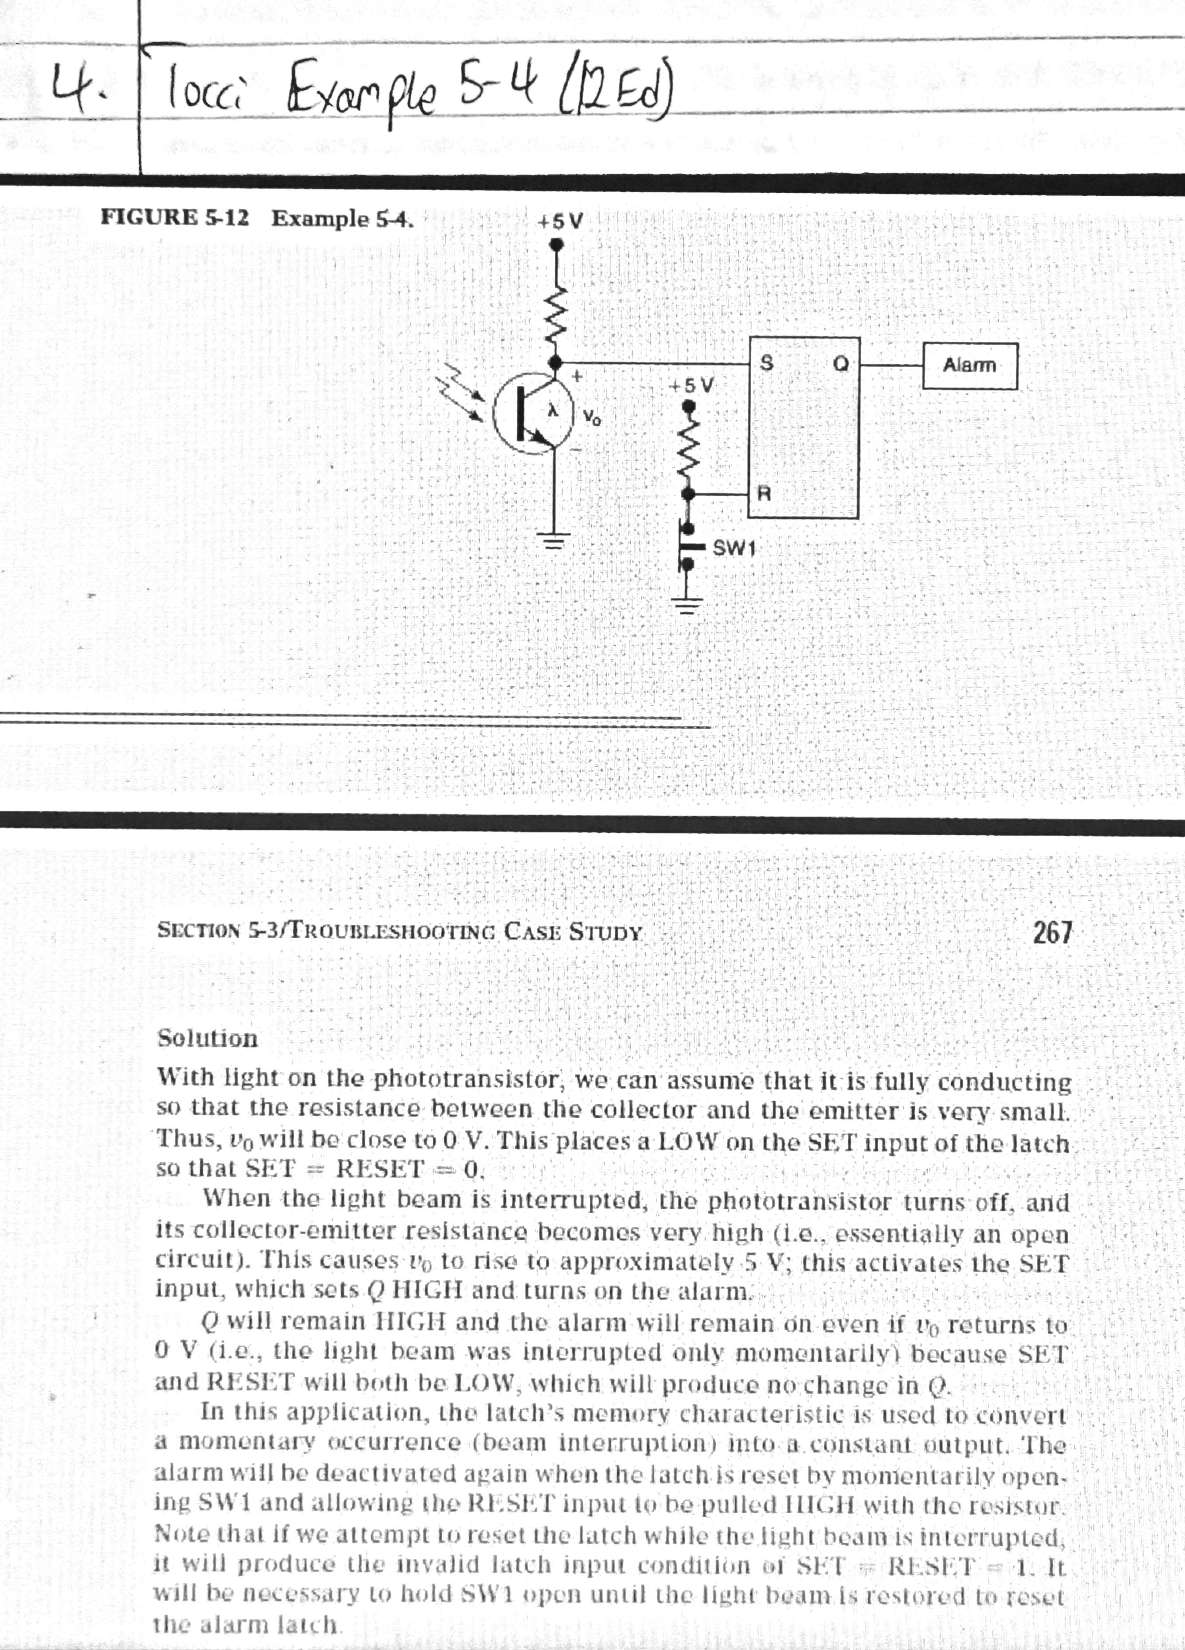 4. Tocci Example 5-4 (12 Ed)
FIGURE 5-12 Example 5-4.
+5 V
S Q Alarm
+
+5 V
λ
vo
–
R
SW1
SECTION 5-3/TROUBLESHOOTING CASE STUDY 267
Solution
With light on the phototransistor, we can assume that it is fully conducting
so that the resistance between the collector and the emitter is very small.
Thus, v0 will be close to 0 V. This places a LOW on the SET input of the latch
so that SET = RESET = 0.
When the light beam is interrupted, the phototransistor turns off, and
its collector-emitter resistance becomes very high (i.e., essentially an open
circuit). This causes v0 to rise to approximately 5 V; this activates the SET
input, which sets Q HIGH and turns on the alarm.
Q will remain HIGH and the alarm will remain on even if v0 returns to
0 V (i.e., the light beam was interrupted only momentarily) because SET
and RESET will both be LOW, which will produce no change in Q.
In this application, the latch's memory characteristic is used to convert
a momentary occurrence (beam interruption) into a constant output. The
alarm will be deactivated again when the latch is reset by momentarily open-
ing SW1 and allowing the RESET input to be pulled HIGH with the resistor.
Note that if we attempt to reset the latch while the light beam is interrupted,
it will produce the invalid latch input condition of SET = RESET = 1. It
will be necessary to hold SW1 open until the light beam is restored to reset
the alarm latch.